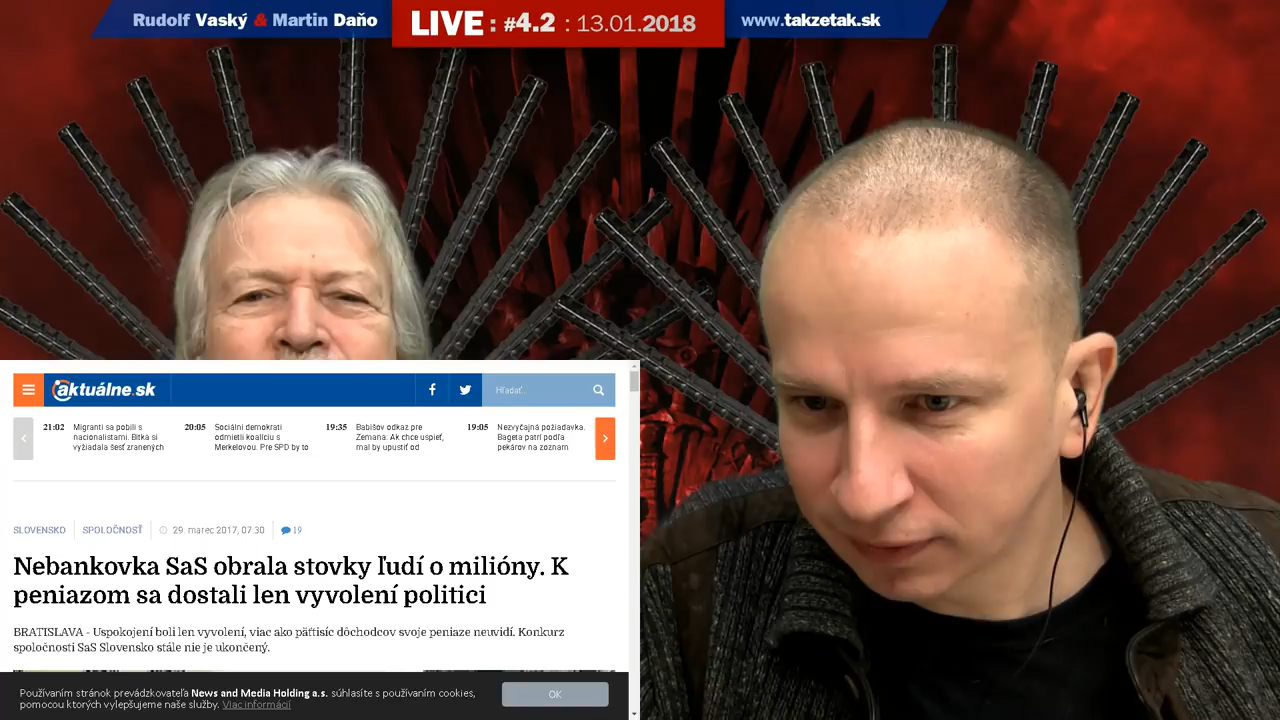 Rudolf Vaský & Martin Daňo
LIVE : #4.2 : 13.01.2018
www.takzetak.sk
aktuálne.sk
Hľadať..
21:02 Migranti sa pobili s
nacionalistami. Bitka si
vyžiadala šesť zranených
20:05 Sociálni demokrati
odmietli koalíciu s
Merkelovou. Pre SPD by to
19:35 Babišov odkaz pre
Zemana: Ak chce uspieť,
mal by upustiť od
19:05 Nezvyčajná požiadavka.
Bageta patrí podľa
pekárov na zoznam
SLOVENSKO SPOLOČNOSŤ 29. marec 2017, 07:30 19
Nebankovka SaS obrala stovky ľudí o milióny. K
peniazom sa dostali len vyvolení politici
BRATISLAVA - Uspokojení boli len vyvolení, viac ako päťtisíc dôchodcov svoje peniaze neuvidí. Konkurz
spoločnosti SaS Slovensko stále nie je ukončený.
Používaním stránok prevádzkovateľa News and Media Holding a.s. súhlasíte s používaním cookies,
pomocou ktorých vylepšujeme naše služby. Viac informácií
OK